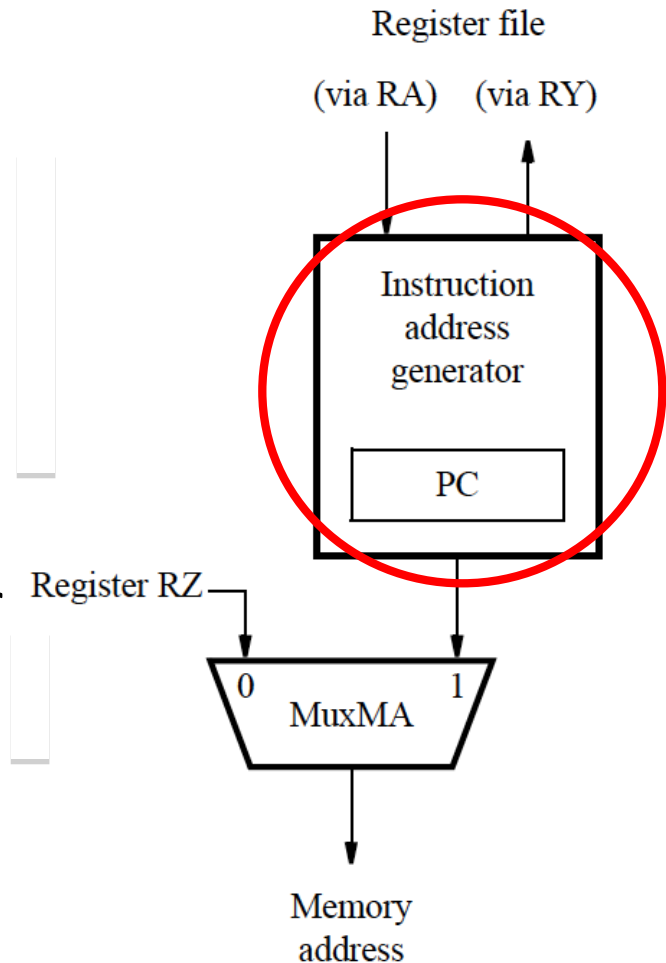 Register file
(via RA) (via RY)
Instruction
address
generator
PC
Register RZ
0 1
MuxMA
Memory
address